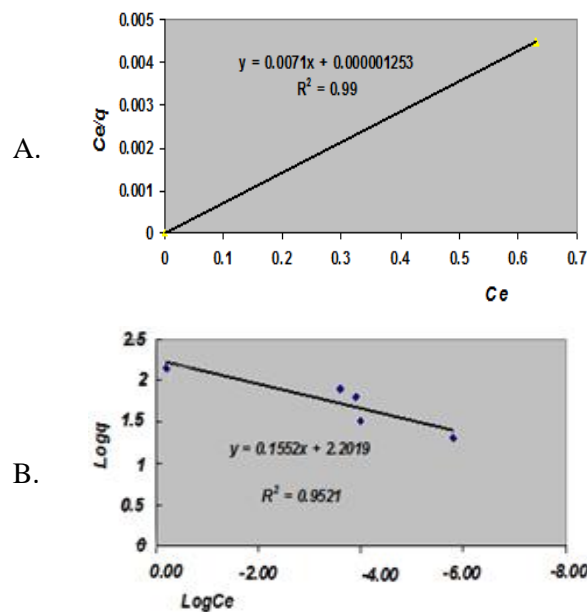 0.005
y = 0.0071x + 0.000001253
0.004
R² = 0.99
0.003
Ce/q
A.
0.002
0.001
0
0 0.1 0.2 0.3 0.4 0.5 0.6 0.7
Ce
2.5
2
1.5
Logq
1
y = 0.1552x + 2.2019
B.
0.5
R² = 0.9521
0
0.00 -2.00 -4.00 -6.00 -8.00
LogCe